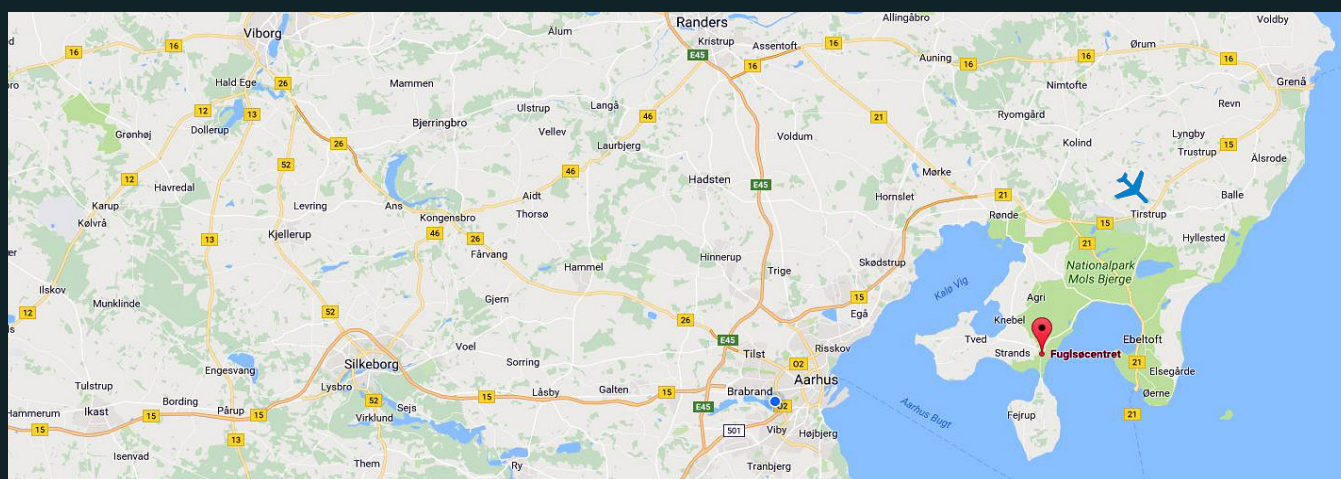 Viborg
Ålum
Randers
Kristrup
Assentoft
Allingåbro
Voldby
16
16
E45
16
16
Auning
16
16
Ørum
16
Grenå
Hald Ege
26
Mammen
Nimtofte
Revn
12
13
Dollerup
Ulstrup
Langå
46
21
Ryomgård
Grønhøj
Bjerringbro
Vellev
Voldum
Kolind
Lyngby
15
26
Laurbjerg
Trustrup
Ålsrode
52
46
12
Havredal
Hadsten
E45
Mørke
Karup
Levring
Ans
Aidt
Hornslet
21
Balle
Kølvrå
Kongensbro
Thorsø
Rønde
15
Tirstrup
Kjellerup
46
26
21
Hyllested
13
Fårvang
Hinnerup
Skødstrup
Nationalpark
Mols Bjerge
Hammel
Trige
Ilskov
Munklinde
Gjern
15
Kalø Vig
Agri
12
52
26
Egå
Knebel
E45
Tved
Ebeltoft
Voel
Tilst
Risskov
Strands
Fuglsøcentret
Silkeborg
Sorring
O2
21
Elsegårde
Engesvang
Aarhus
Tulstrup
Lysbro
Låsby
Galten
15
Brabrand
Øerne
Bording
52
15
E45
O2
Aarhus Bugt
Ikast
Pårup
15
Sejs
Fejrup
21
Hammerum
15
Virklund
501
Viby
15
13
Højbjerg
Isenvad
Them
Ry
Tranbjerg